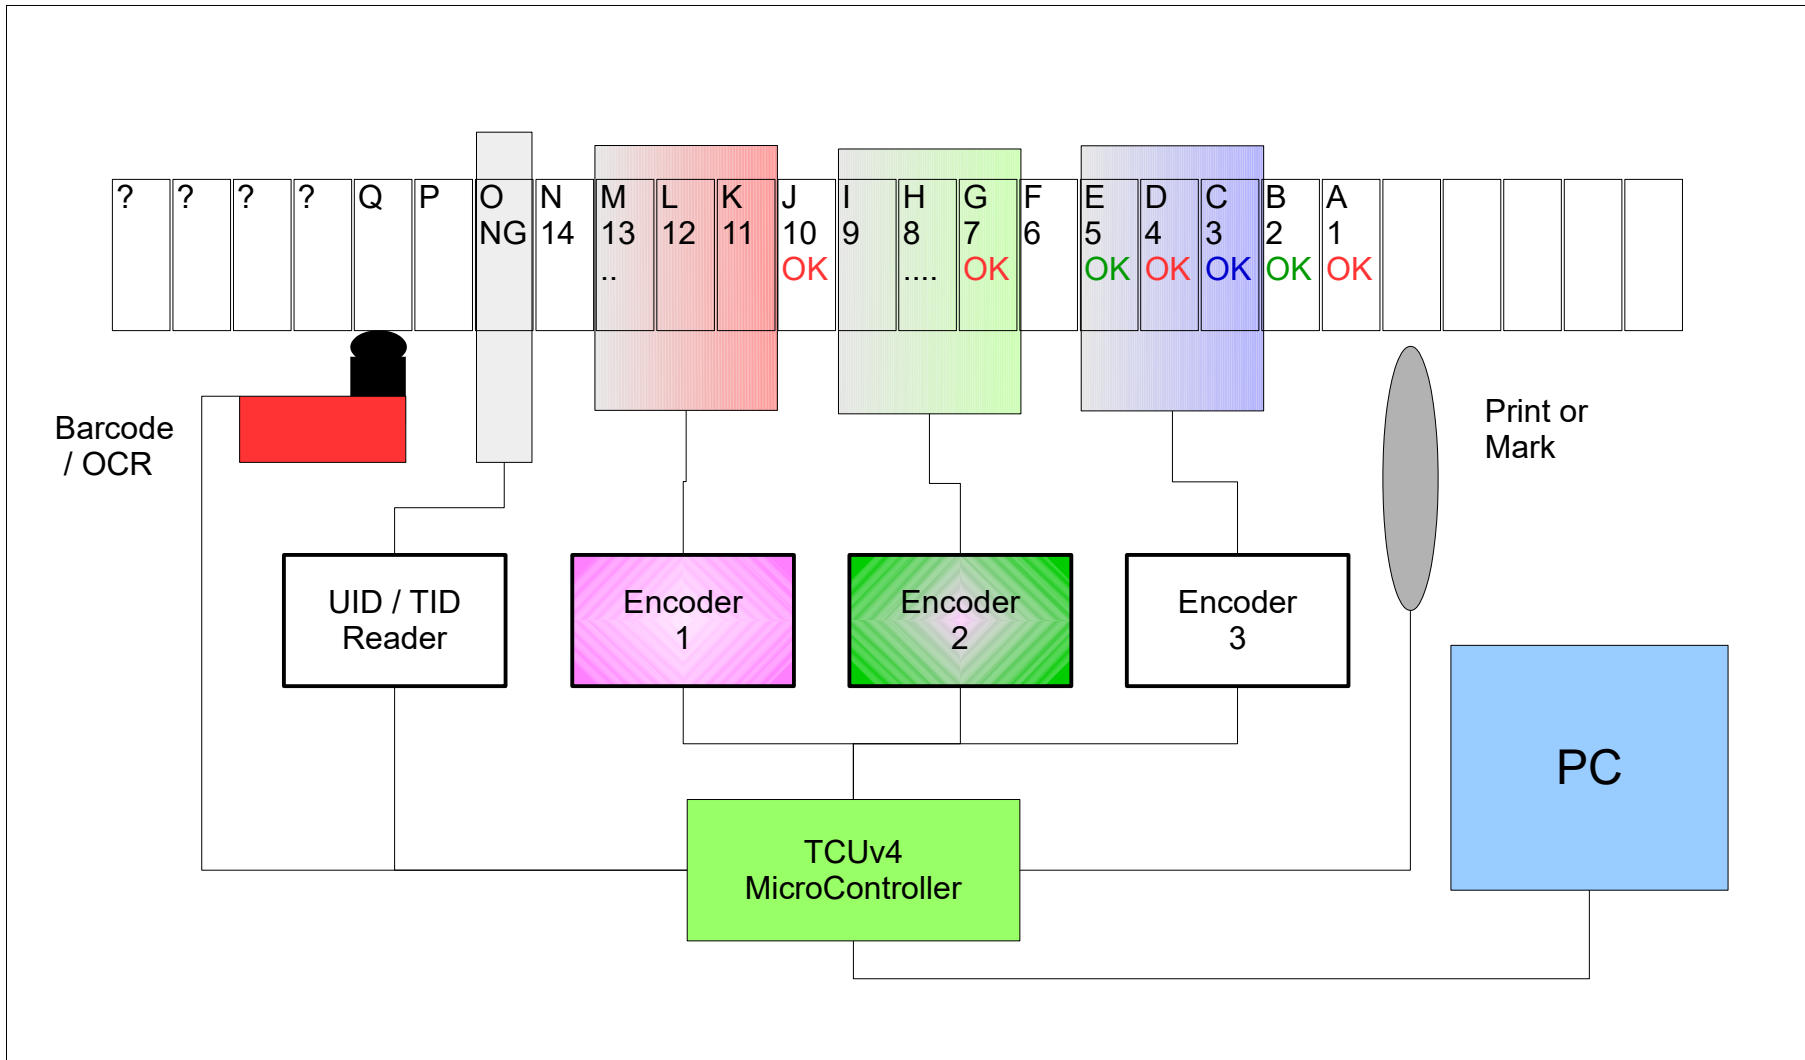 ? ? ? ? Q P O N M L K J I H G F E D C B A
NG 14 13 12 11 10 9 8 7 6 5 4 3 2 1
.. OK .... OK OK OK OK OK OK
Barcode
/ OCR
Print or
Mark
UID / TID
Reader
Encoder
1
Encoder
2
Encoder
3
PC
TCUv4
MicroController